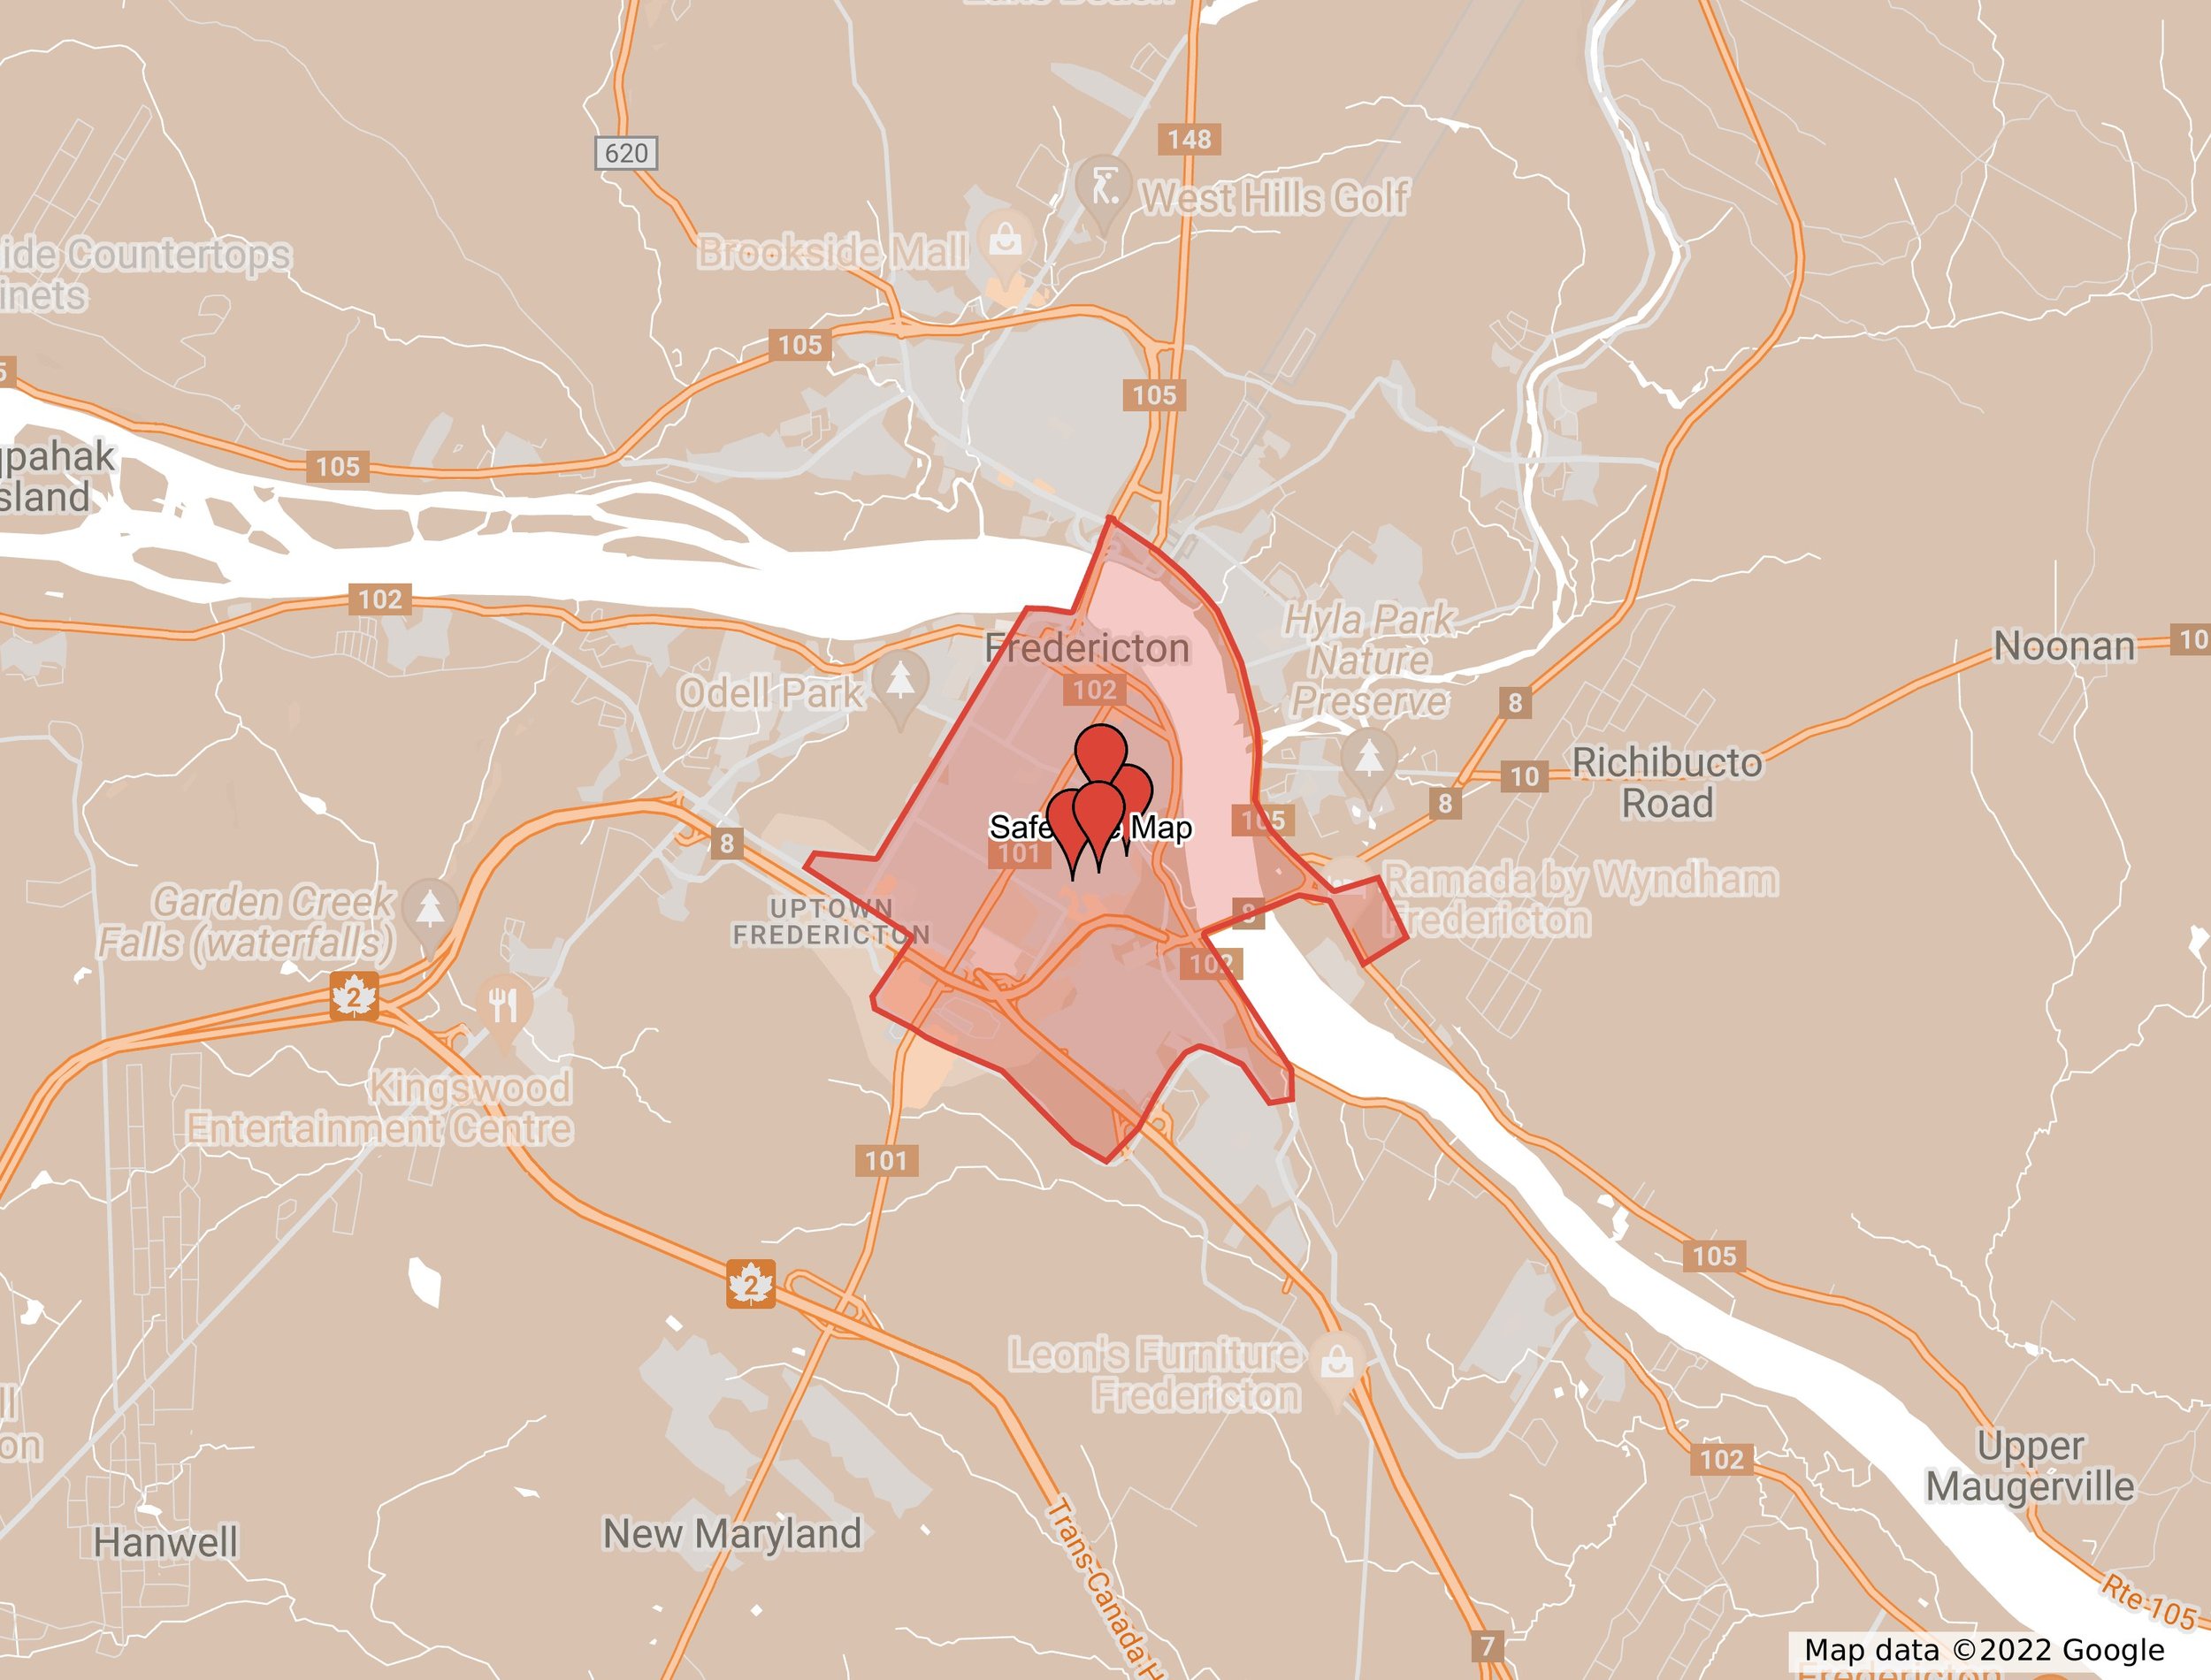 620
148
West Hills Golf
Brookside Mall
ide Countertops
inets
105
105
105
pahak
sland
102
Fredericton
Hyla Park
Nature
Preserve
Noonan
10
Odell Park
102
8
Richibucto
Road
10
8
105
Safe
Map
101
8
Garden Creek
Falls (waterfalls)
UPTOWN
FREDERICTON
8
Ramada by Wyndham
Fredericton
102
2
Kingswood
Entertainment Centre
101
2
105
Leon's Furniture
Fredericton
on
102
Upper
Maugerville
New Maryland
Hanwell
Trans-Canada H
Rte-105
7
Map data ©2022 Google
Fredericton